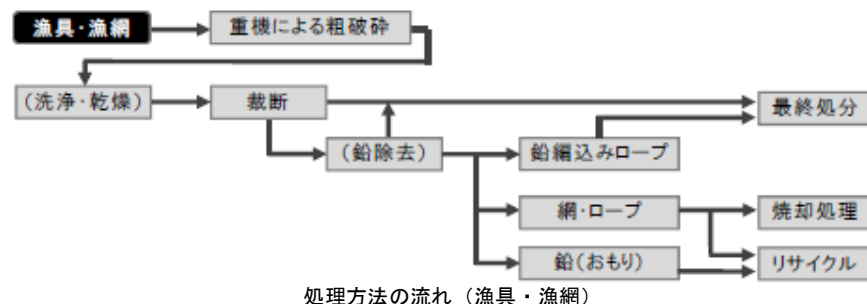 漁具・漁網
重機による粗破砕
(洗浄・乾燥)
裁断
最終処分
(鉛除去)
鉛編込みロープ
網・ロープ
焼却処理
鉛(おもり)
リサイクル
処理方法の流れ（漁具・漁網）